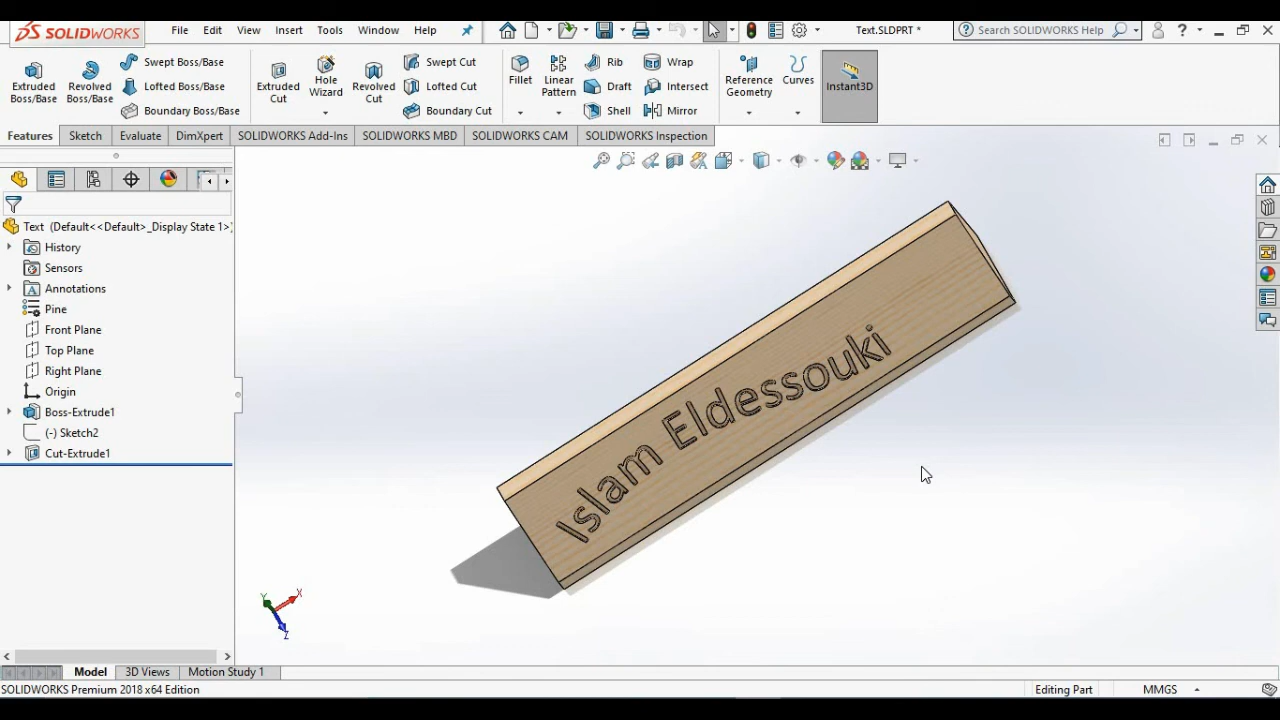 SOLIDWORKS File Edit View Insert Tools Window Help Text.SLDPRT * Search SOLIDWORKS Help ?
Extruded Boss/Base Revolved Boss/Base Swept Boss/Base Lofted Boss/Base Boundary Boss/Base Extruded Cut Hole Wizard Revolved Cut Swept Cut Lofted Cut Boundary Cut Fillet Linear Pattern Rib Draft Shell Wrap Intersect Mirror Reference Geometry Curves Instant3D
Features Sketch Evaluate DimXpert SOLIDWORKS Add-Ins SOLIDWORKS MBD SOLIDWORKS CAM SOLIDWORKS Inspection
Text (Default<<Default>_Display State 1>)
History
Sensors
Annotations
Pine
Front Plane
Top Plane
Right Plane
Origin
Boss-Extrude1
(-) Sketch2
Cut-Extrude1
Islam Eldessouki
Y X Z
Model 3D Views Motion Study 1
SOLIDWORKS Premium 2018 x64 Edition Editing Part MMGS